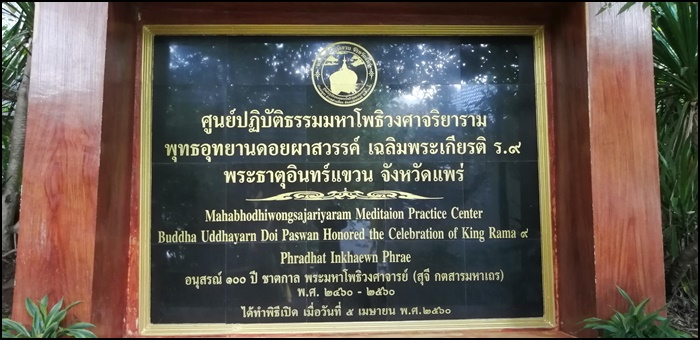 ศูนย์ปฏิบัติธรรมมหาโพธิวงศาจริยาราม
พุทธอุทยานดอยผาสวรรค์ เฉลิมพระเกียรติ ร.๙
พระธาตุอินทร์แขวน จังหวัดแพร่
Mahabhodhiwongsajariyaram Meditaion Practice Center
Buddha Uddhayarn Doi Paswan Honored the Celebration of King Rama ๙
Phradhat Inkhaewn Phrae
อนุสรณ์ ๑๐๐ ปี ชาตกาล พระมหาโพธิวงศาจารย์ (สุจี กตสารมหาเถร)
พ.ศ. ๒๔๖๐ - ๒๕๖๐
ได้ทำพิธีเปิด เมื่อวันที่ ๕ เมษายน พ.ศ.๒๕๖๐